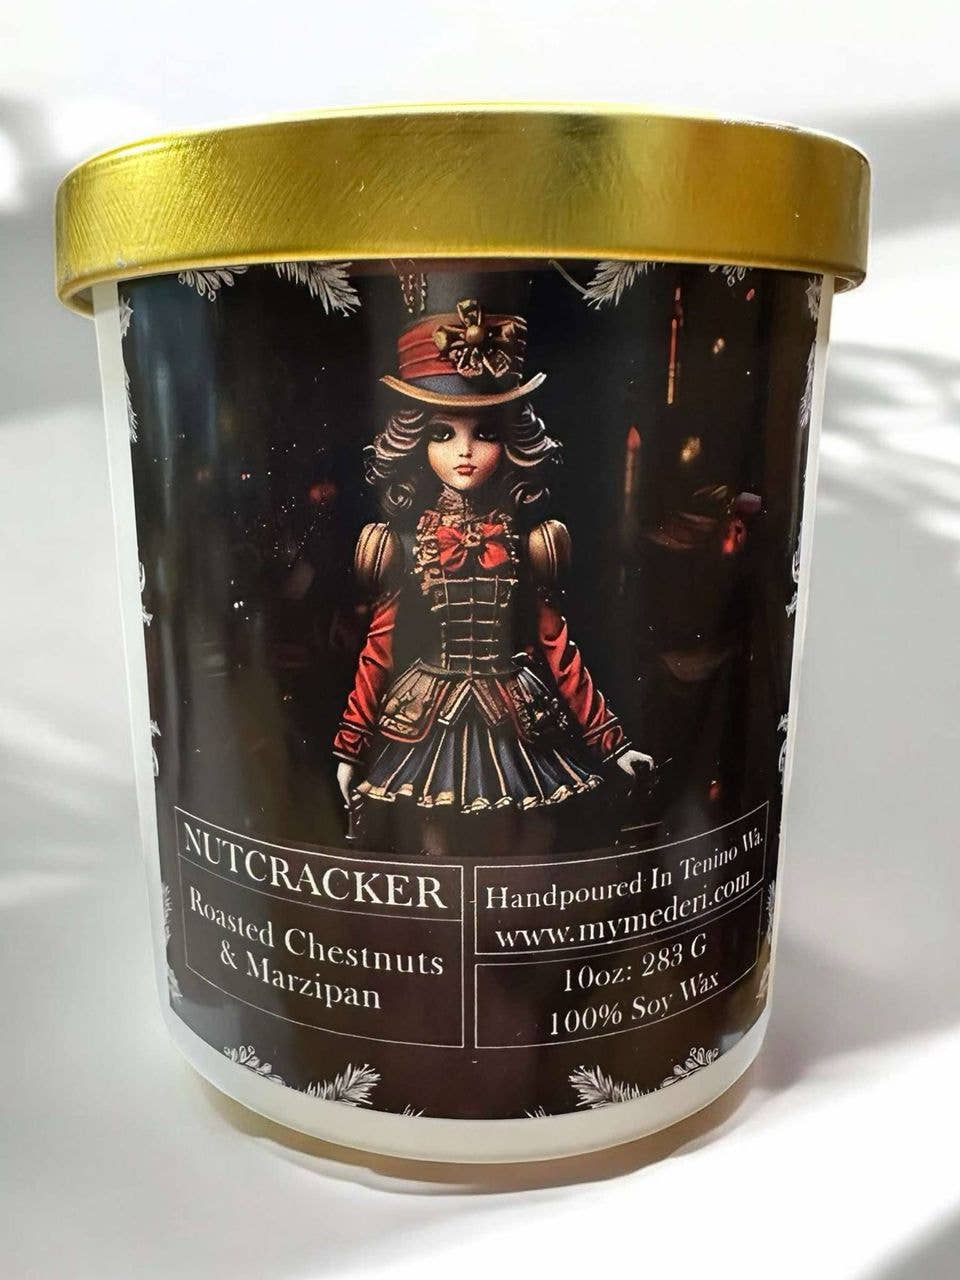 NUTCRACKER
Roasted Chestnuts
& Marzipan
Handpoured In Tenino Wa.
www.mymederi.com
10oz: 283 G
100% Soy Wax